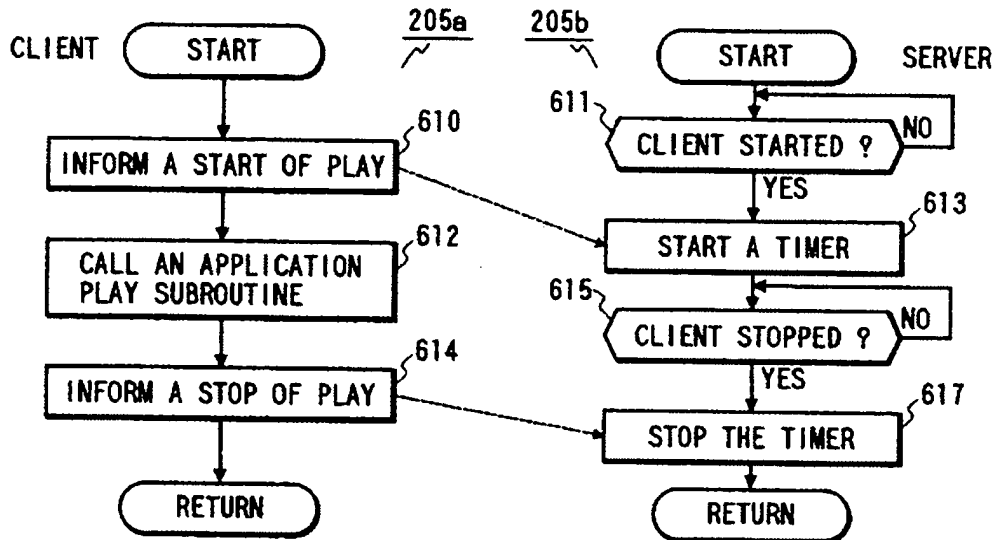 CLIENT
START
205a
610
INFORM A START OF PLAY
612
CALL AN APPLICATION
PLAY SUBROUTINE
614
INFORM A STOP OF PLAY
RETURN
205b
START
SERVER
611
CLIENT STARTED ?
NO
YES
613
START A TIMER
615
CLIENT STOPPED ?
NO
YES
617
STOP THE TIMER
RETURN